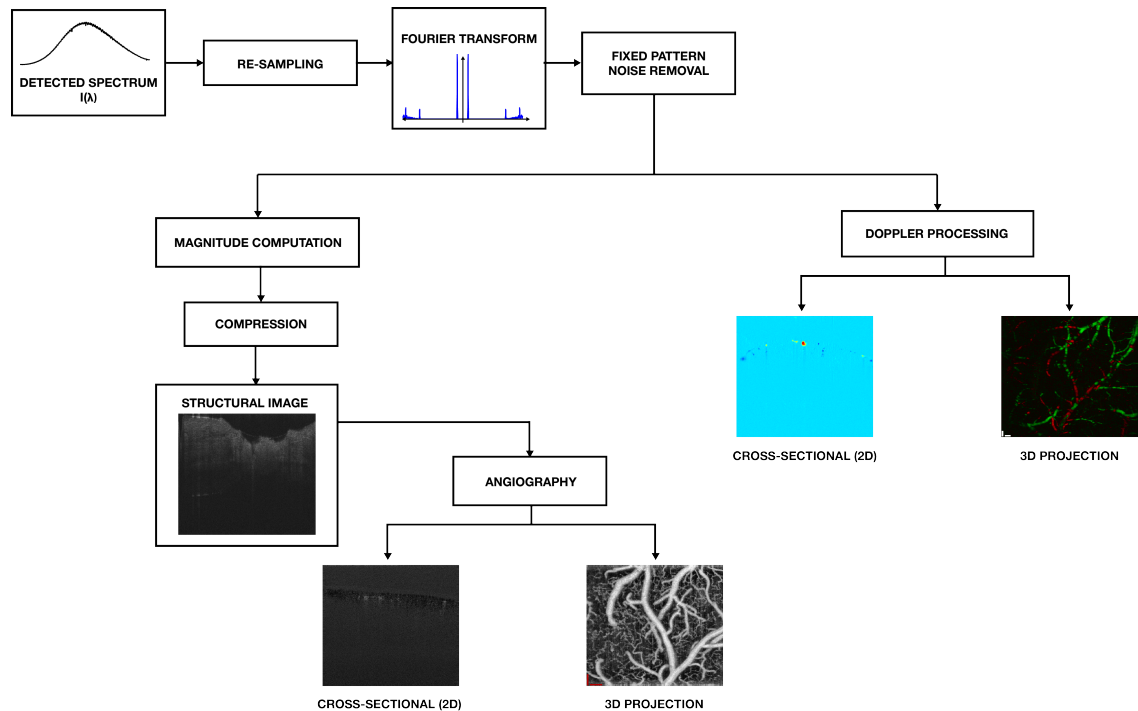 DETECTED SPECTRUM
I(λ)
RE-SAMPLING
FOURIER TRANSFORM
FIXED PATTERN
NOISE REMOVAL
MAGNITUDE COMPUTATION
DOPPLER PROCESSING
COMPRESSION
STRUCTURAL IMAGE
CROSS-SECTIONAL (2D)
3D PROJECTION
ANGIOGRAPHY
CROSS-SECTIONAL (2D)
3D PROJECTION